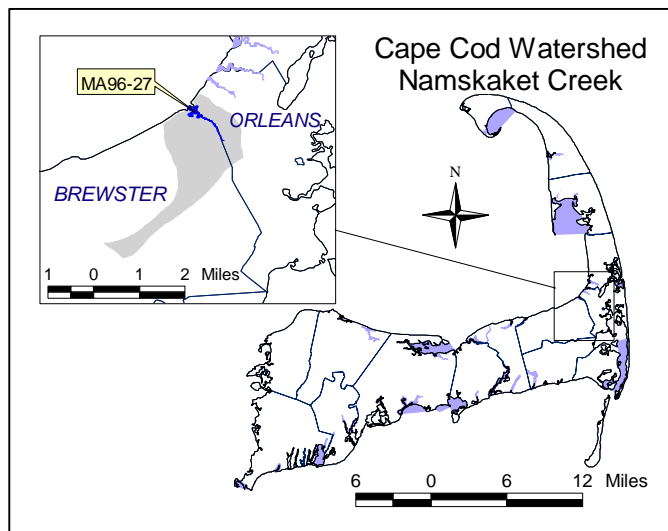 Cape Cod Watershed
Namskaket Creek
MA96-27
ORLEANS
BREWSTER
N
1 0 1 2 Miles
6 0 6 12 Miles